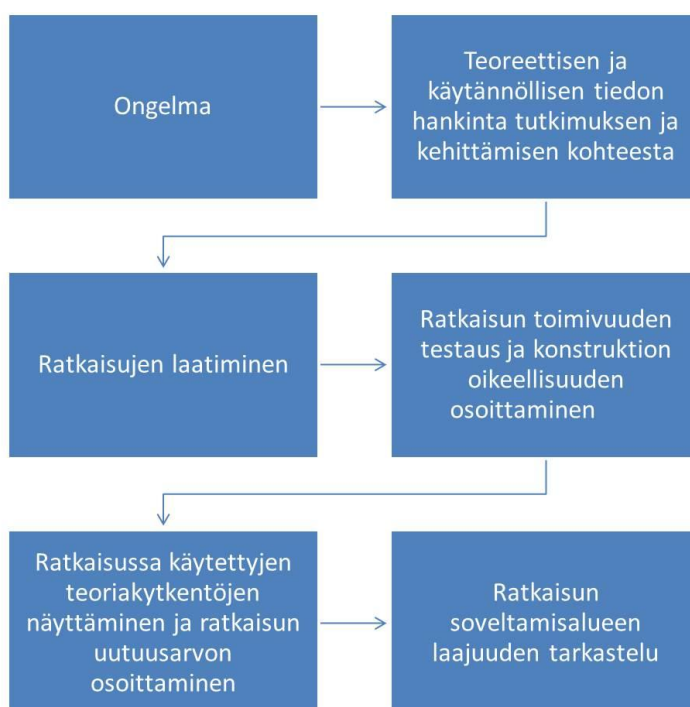 Ongelma
Teoreettisen ja
käytännöllisen tiedon
hankinta tutkimuksen ja
kehittämisen kohteesta
Ratkaisujen laatiminen
Ratkaisun toimivuuden
testaus ja konstruktion
oikeellisuuden
osoittaminen
Ratkaisussa käytettyjen
teoriakytkentöjen
näyttäminen ja ratkaisun
uutuusarvon
osoittaminen
Ratkaisun
soveltamisalueen
laajuuden tarkastelu